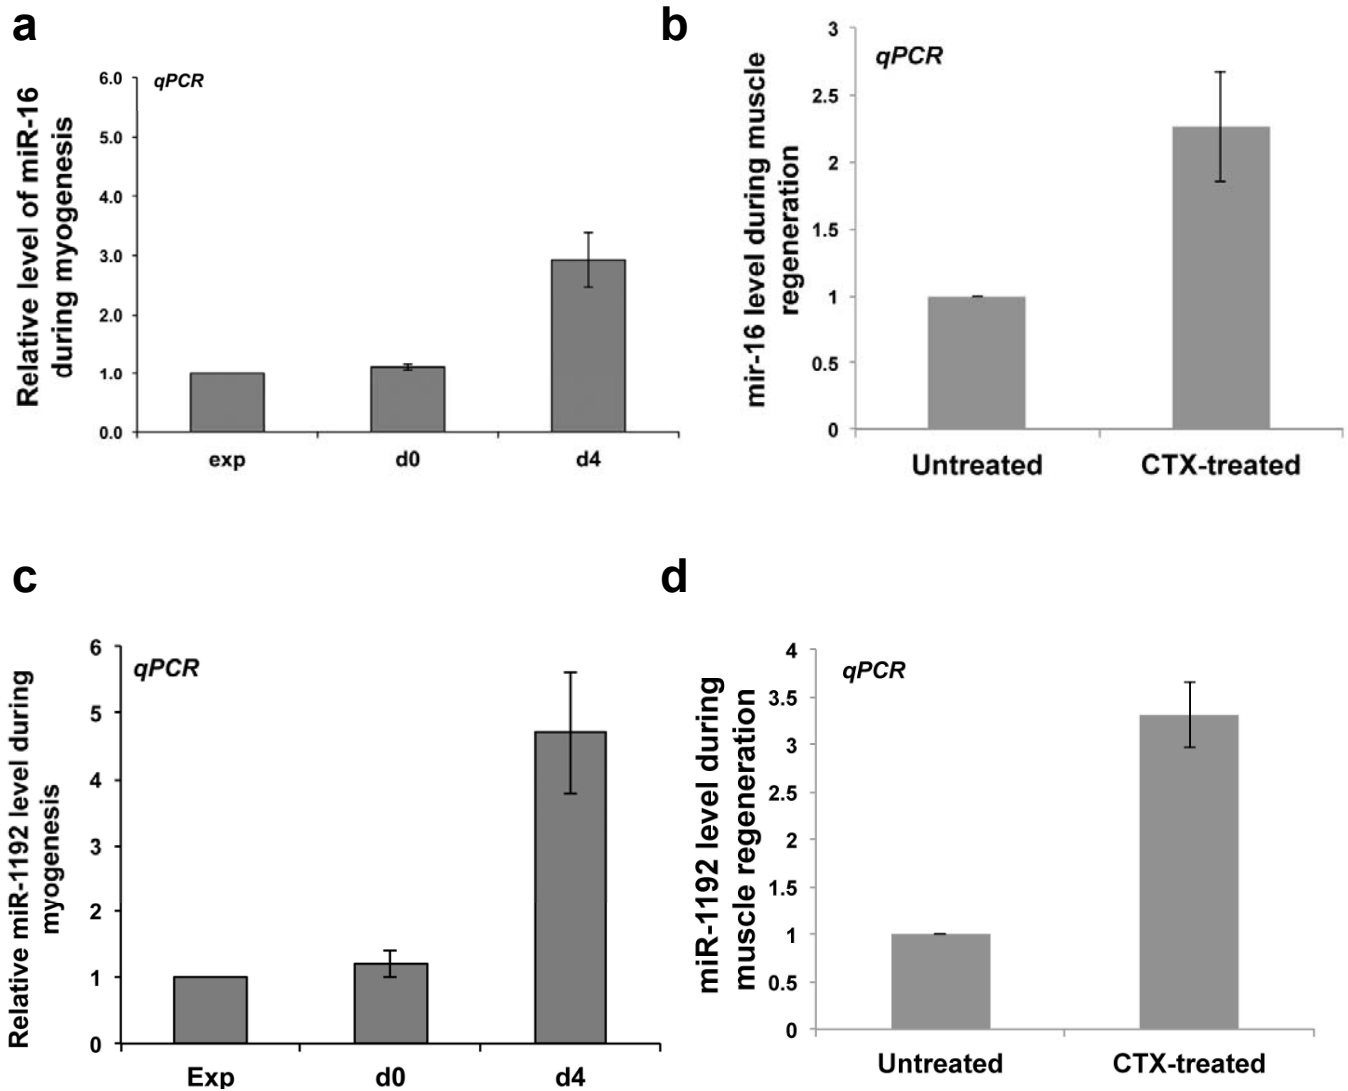 a
qPCR
Relative level of miR-16
during myogenesis
6.0
5.0
4.0
3.0
2.0
1.0
0.0
exp d0 d4
b
qPCR
mir-16 level during muscle
regeneration
3
2.5
2
1.5
1
0.5
0
Untreated CTX-treated
c
qPCR
Relative miR-1192 level during
myogenesis
6
5
4
3
2
1
0
Exp d0 d4
d
qPCR
miR-1192 level during
muscle regeneration
4
3.5
3
2.5
2
1.5
1
0.5
0
Untreated CTX-treated